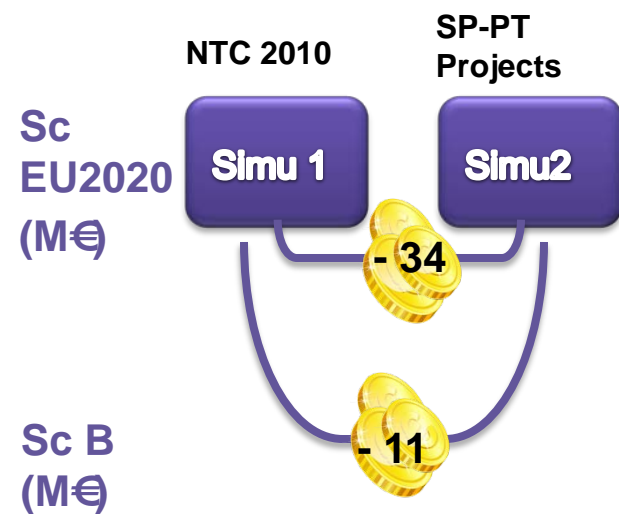 NTC 2010
SP-PT
Projects
Sc
EU2020
(M€)
Simu 1
Simu2
- 34
- 11
Sc B
(M€)